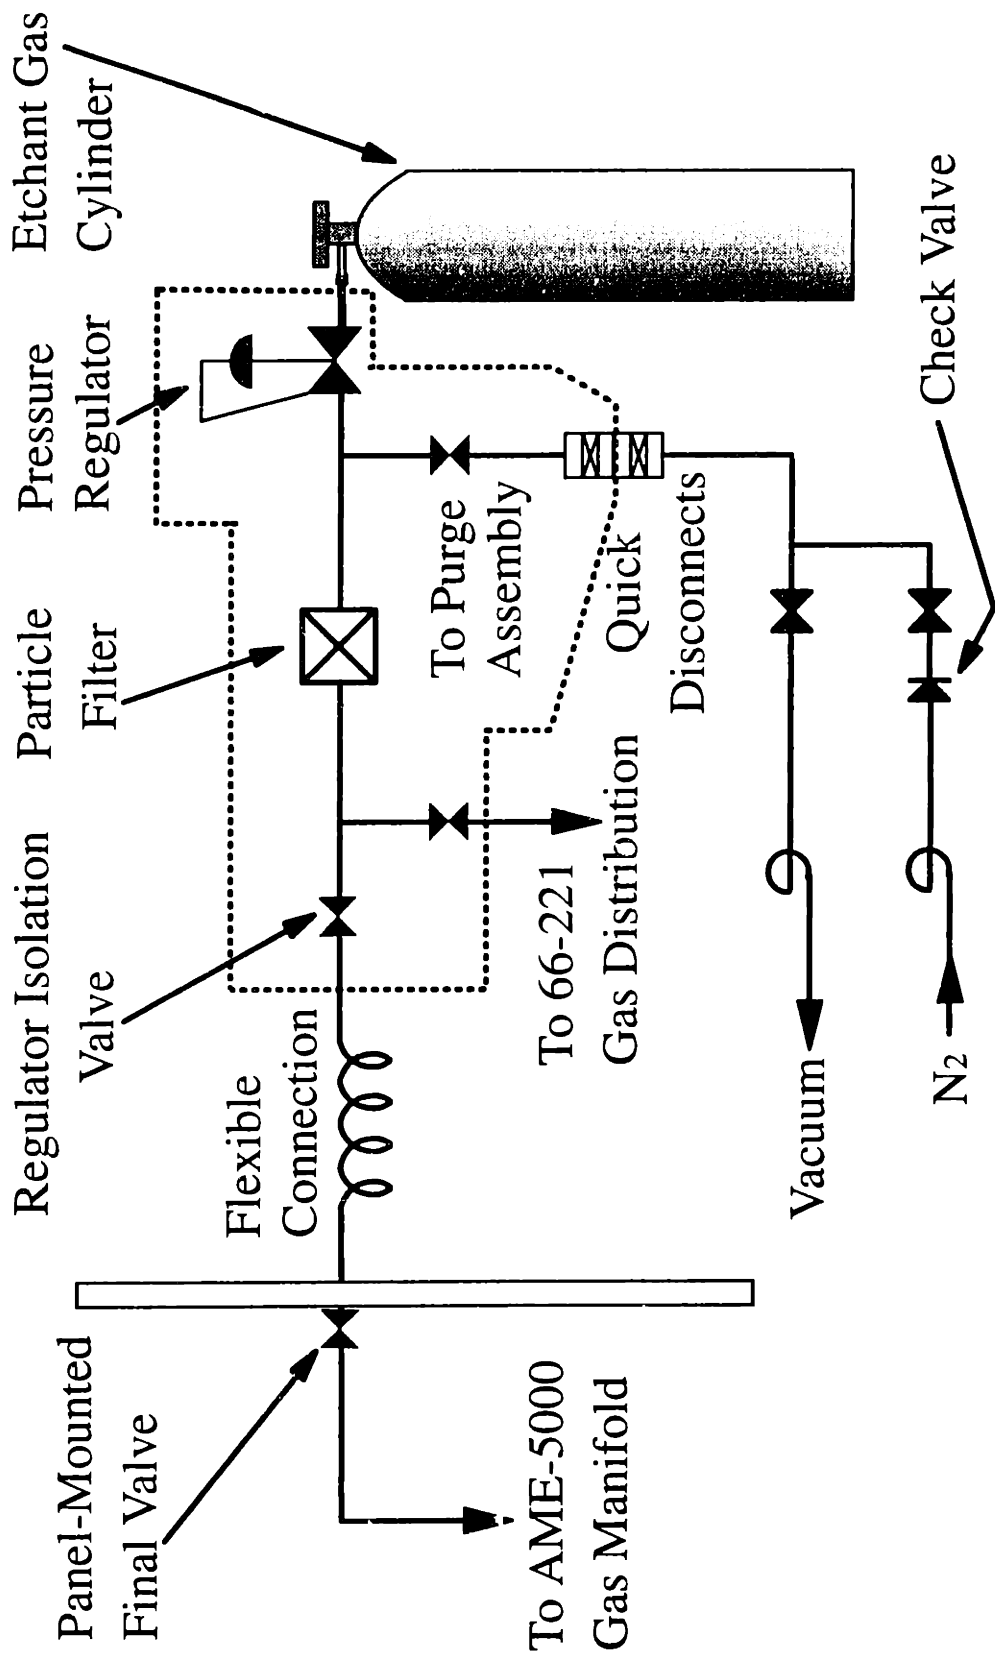 Panel-Mounted
Final Valve
Regulator Isolation
Valve
Particle
Filter
Pressure
Regulator
Etchant Gas
Cylinder
Flexible
Connection
To Purge
Assembly
Quick
Disconnects
To AME-5000
Gas Manifold
To 66-221
Gas Distribution
Vacuum
N2
Check Valve